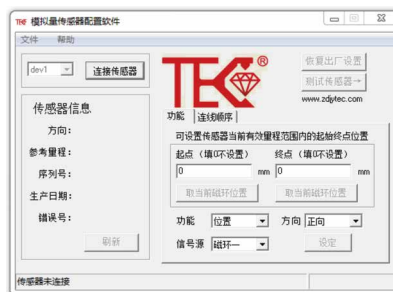 TEC 模拟量传感器配置软件
文件 帮助
dev1 连接传感器
TEC®
恢复出厂设置
测试传感器→
www.zdjytec.com
传感器信息
方向:
参考量程:
序列号:
生产日期:
错误号:
刷新
功能 连线顺序
可设置传感器当前有效量程范围内的起始终点位置
起点(填0不设置) 终点(填0不设置)
0 mm 0 mm
取当前磁环位置 取当前磁环位置
功能 位置 方向 正向
信号源 磁环一 设定
传感器未连接